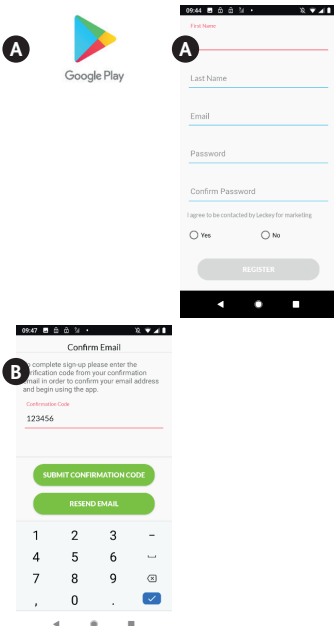 A
Google Play
A
09:44
First Name
Last Name
Email
Password
Confirm Password
I agree to be contacted by Leckey for marketing
Yes
No
REGISTER
09:47
Confirm Email
B
complete sign-up please enter the
verification code from your confirmation
email in order to confirm your email address
and begin using the app.
Confirmation Code
123456
SUBMIT CONFIRMATION CODE
RESEND EMAIL
1 2 3 -
4 5 6
7 8 9
, 0 .